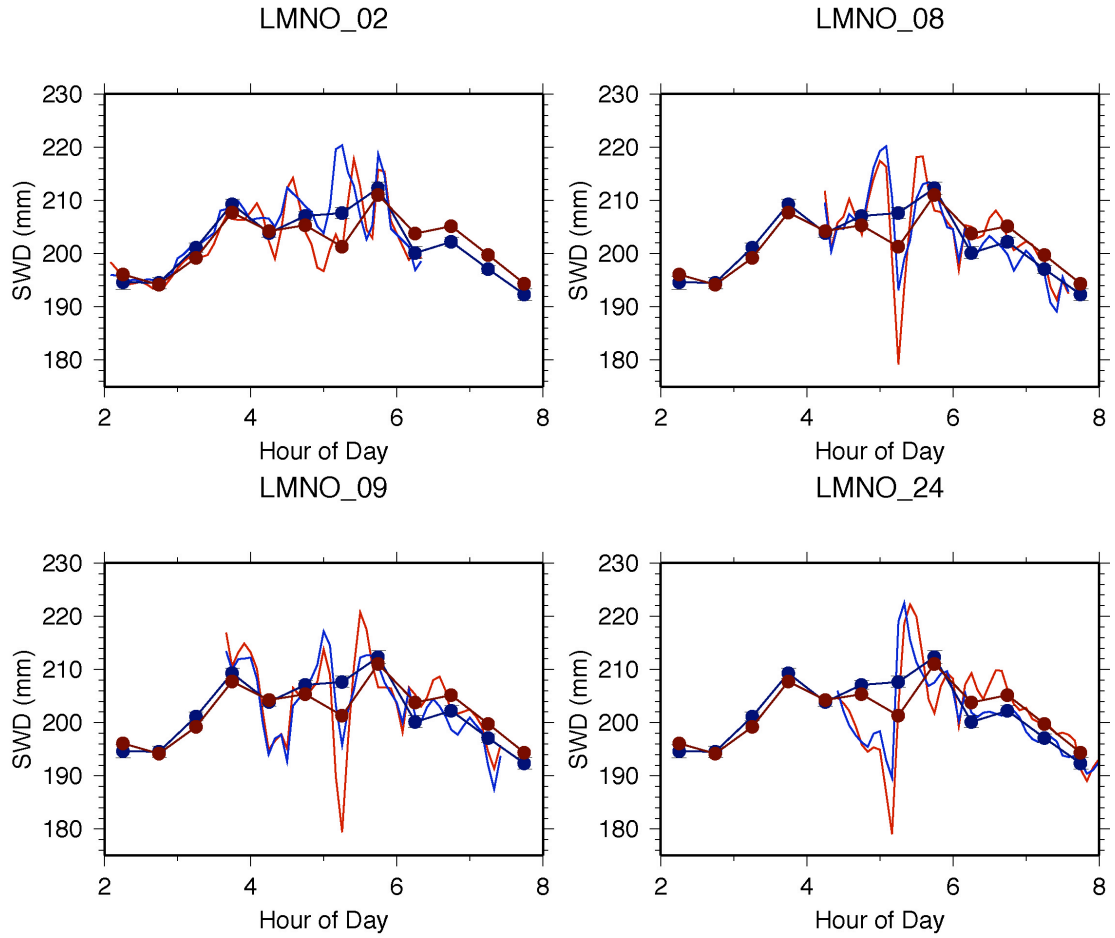 LMNO_02
SWD (mm)
230
220
210
200
190
180
2 4 6 8
Hour of Day
LMNO_08
SWD (mm)
230
220
210
200
190
180
2 4 6 8
Hour of Day
LMNO_09
SWD (mm)
230
220
210
200
190
180
2 4 6 8
Hour of Day
LMNO_24
SWD (mm)
230
220
210
200
190
180
2 4 6 8
Hour of Day